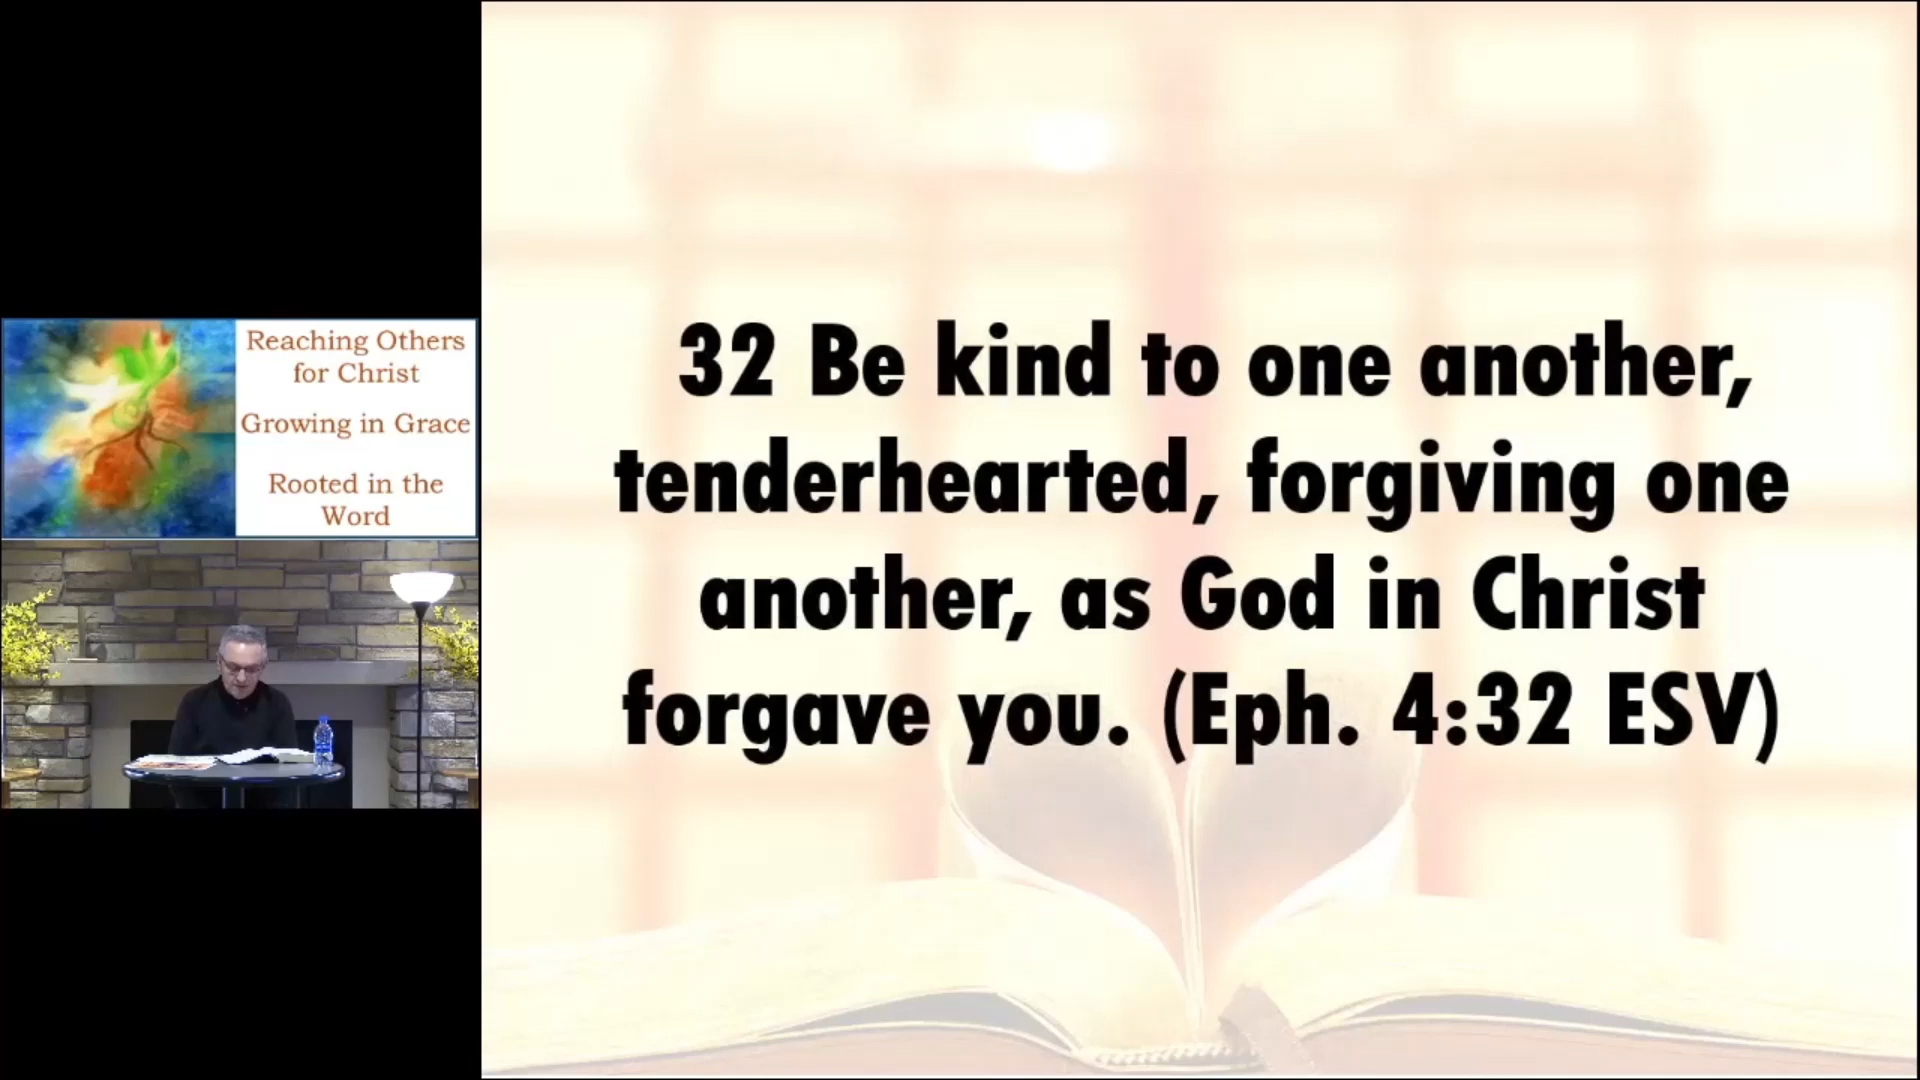 Reaching Others
for Christ
Growing in Grace
Rooted in the
Word
32 Be kind to one another,
tenderhearted, forgiving one
another, as God in Christ
forgave you. (Eph. 4:32 ESV)